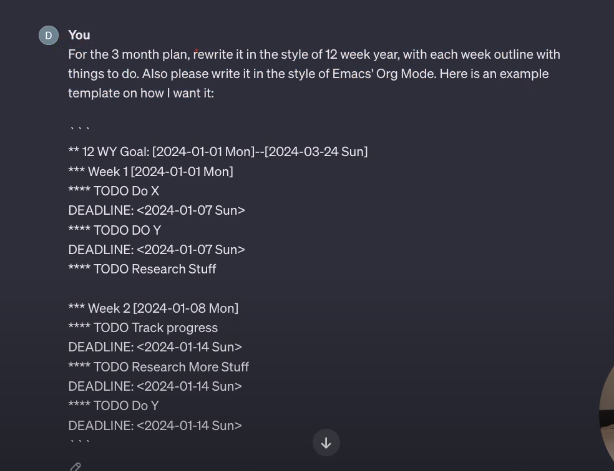 D You
For the 3 month plan, rewrite it in the style of 12 week year, with each week outline with
things to do. Also please write it in the style of Emacs' Org Mode. Here is an example
template on how I want it:
```
** 12 WY Goal: [2024-01-01 Mon]--[2024-03-24 Sun]
*** Week 1 [2024-01-01 Mon]
**** TODO Do X
DEADLINE: <2024-01-07 Sun>
**** TODO DO Y
DEADLINE: <2024-01-07 Sun>
**** TODO Research Stuff
*** Week 2 [2024-01-08 Mon]
**** TODO Track progress
DEADLINE: <2024-01-14 Sun>
**** TODO Research More Stuff
DEADLINE: <2024-01-14 Sun>
**** TODO Do Y
DEADLINE: <2024-01-14 Sun>
```